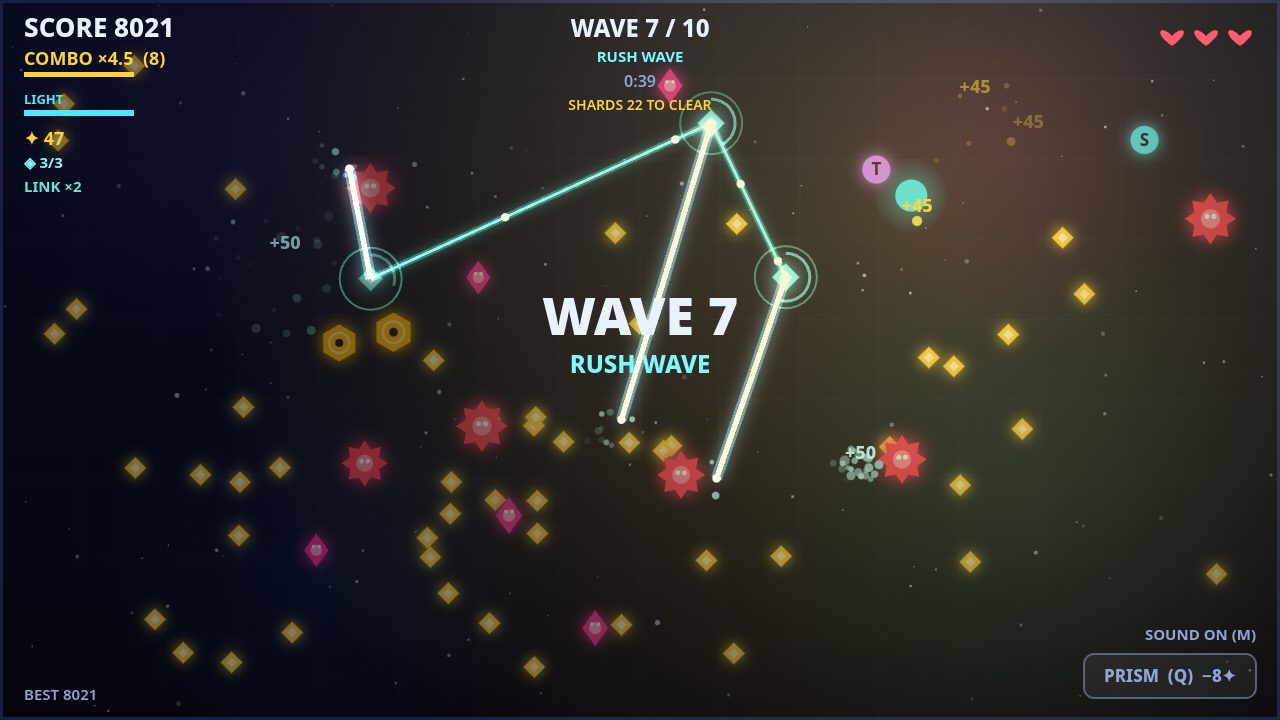 SCORE 8021
COMBO ×4.5 (8)
LIGHT
✦ 47
◈ 3/3
LINK ×2
WAVE 7 / 10
RUSH WAVE
0:39
SHARDS 22 TO CLEAR
+45
+45
S
T
+45
+50
WAVE 7
RUSH WAVE
+50
SOUND ON (M)
PRISM (Q) −8✦
BEST 8021